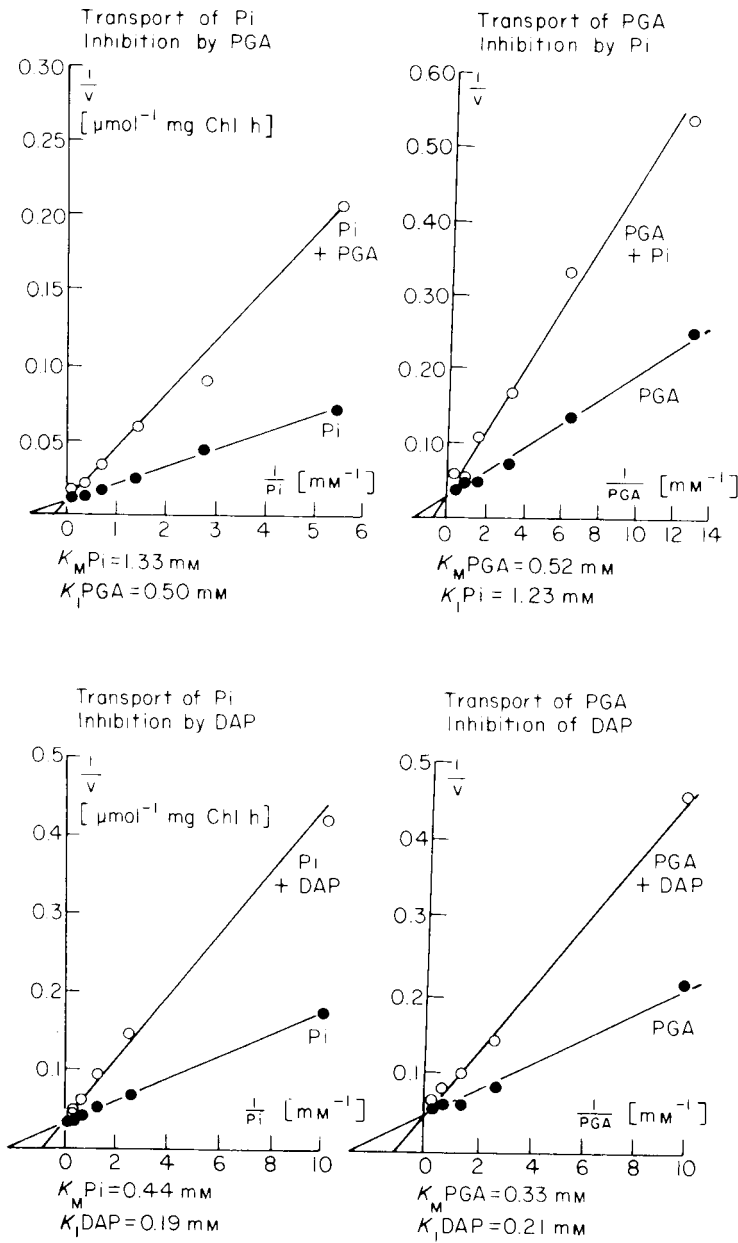 Transport of Pi
Inhibition by PGA
0.30
1/v
[μmol⁻¹ mg Chl h]
0.25
0.20
Pi
+ PGA
0.15
0.10
0.05
Pi
1/Pi [mM⁻¹]
0 1 2 3 4 5 6
K_M Pi=1.33 mM
K_I PGA=0.50 mM
Transport of PGA
Inhibition by Pi
0.60
1/v
0.50
0.40
PGA
+ Pi
0.30
0.20
PGA
0.10
1/PGA [mM⁻¹]
0 2 4 6 8 10 12 14
K_M PGA=0.52 mM
K_I Pi = 1.23 mM
Transport of Pi
Inhibition by DAP
0.5
1/v
[μmol⁻¹ mg Chl h]
0.4
Pi
+ DAP
0.3
0.2
Pi
0.1
1/Pi [mM⁻¹]
0 2 4 6 8 10
K_M Pi=0.44 mM
K_I DAP=0.19 mM
Transport of PGA
Inhibition of DAP
0.5
1/v
0.4
PGA
+ DAP
0.3
0.2
PGA
0.1
1/PGA [mM⁻¹]
0 2 4 6 8 10
K_M PGA=0.33 mM
K_I DAP=0.21 mM